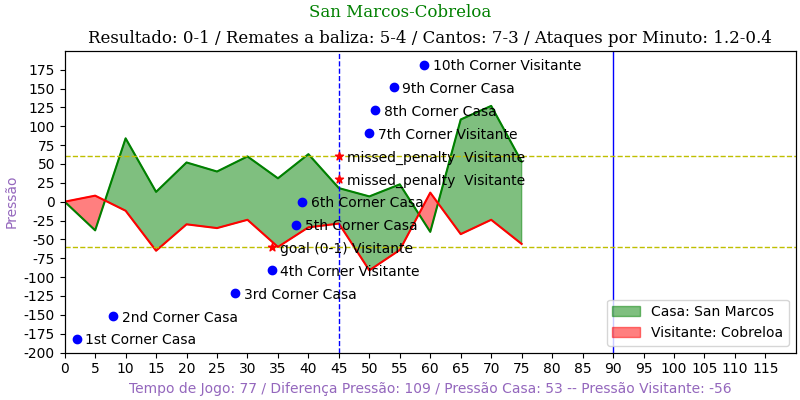 San Marcos-Cobreloa
Resultado: 0-1 / Remates a baliza: 5-4 / Cantos: 7-3 / Ataques por Minuto: 1.2-0.4
Pressão
175
150
125
100
75
50
25
0
-25
-50
-75
-100
-125
-150
-175
-200
10th Corner Visitante
9th Corner Casa
8th Corner Casa
7th Corner Visitante
missed_penalty Visitante
missed_penalty Visitante
6th Corner Casa
5th Corner Casa
goal (0-1) Visitante
4th Corner Visitante
3rd Corner Casa
2nd Corner Casa
1st Corner Casa
Casa: San Marcos
Visitante: Cobreloa
0 5 10 15 20 25 30 35 40 45 50 55 60 65 70 75 80 85 90 95 100 105 110 115
Tempo de Jogo: 77 / Diferença Pressão: 109 / Pressão Casa: 53 -- Pressão Visitante: -56